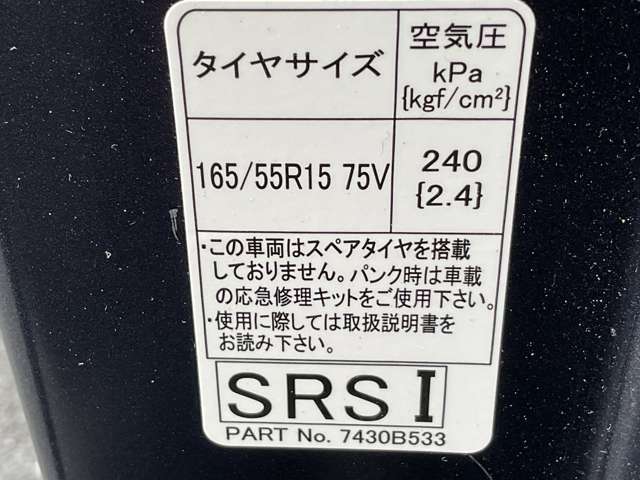 タイヤサイズ
空気圧
kPa
{kgf/cm²}
165/55R15 75V
240
{2.4}
・この車両はスペアタイヤを搭載
しておりません。パンク時は車載
の応急修理キットをご使用下さい。
・使用に際しては取扱説明書を
お読み下さい。
SRS I
PART No. 7430B533